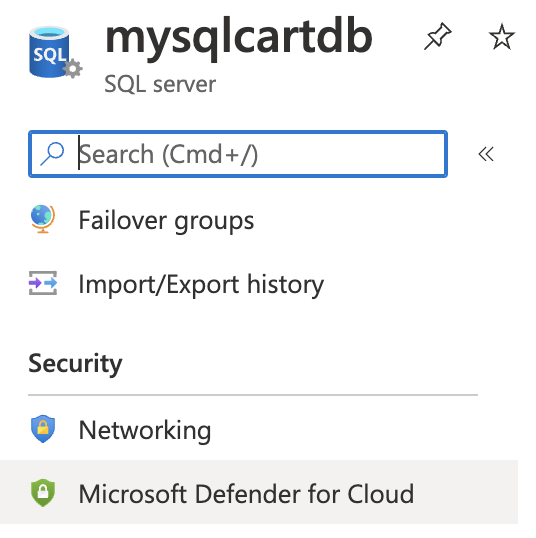 mysqlcartdb
SQL
SQL server
Search (Cmd+/)
Failover groups
Import/Export history
Security
Networking
Microsoft Defender for Cloud